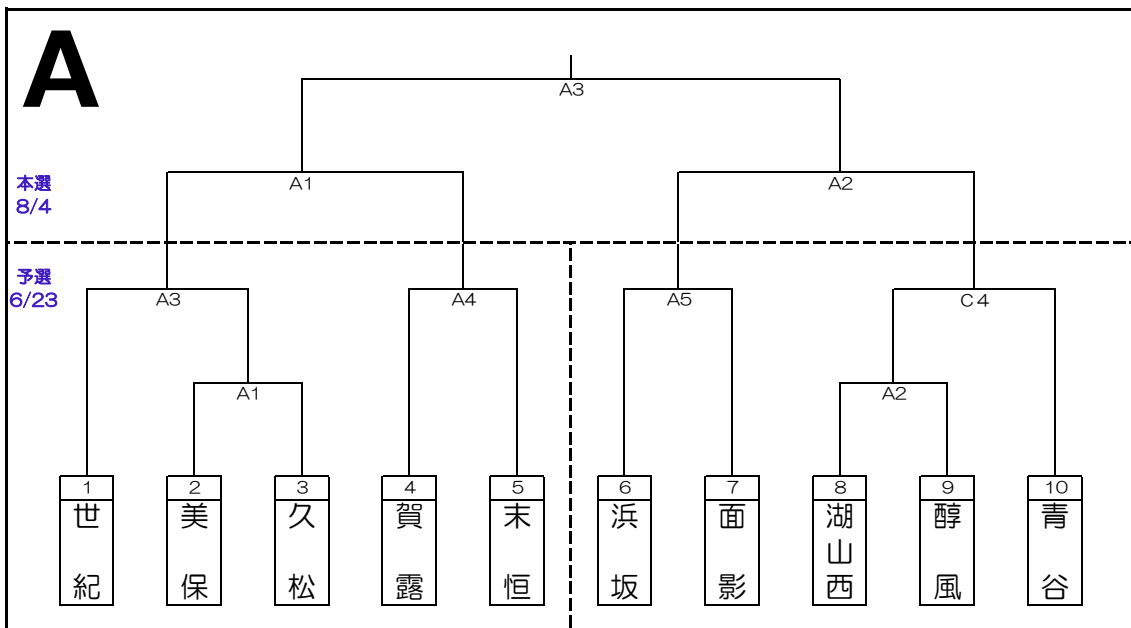 A
A3
本選
8/4
A1
A2
予選
6/23
A3
A4
A5
C4
A1
A2
1
2
3
4
5
6
7
8
9
10
世紀
美保
久松
賀露
末恒
浜坂
面影
湖山西
醇風
青谷